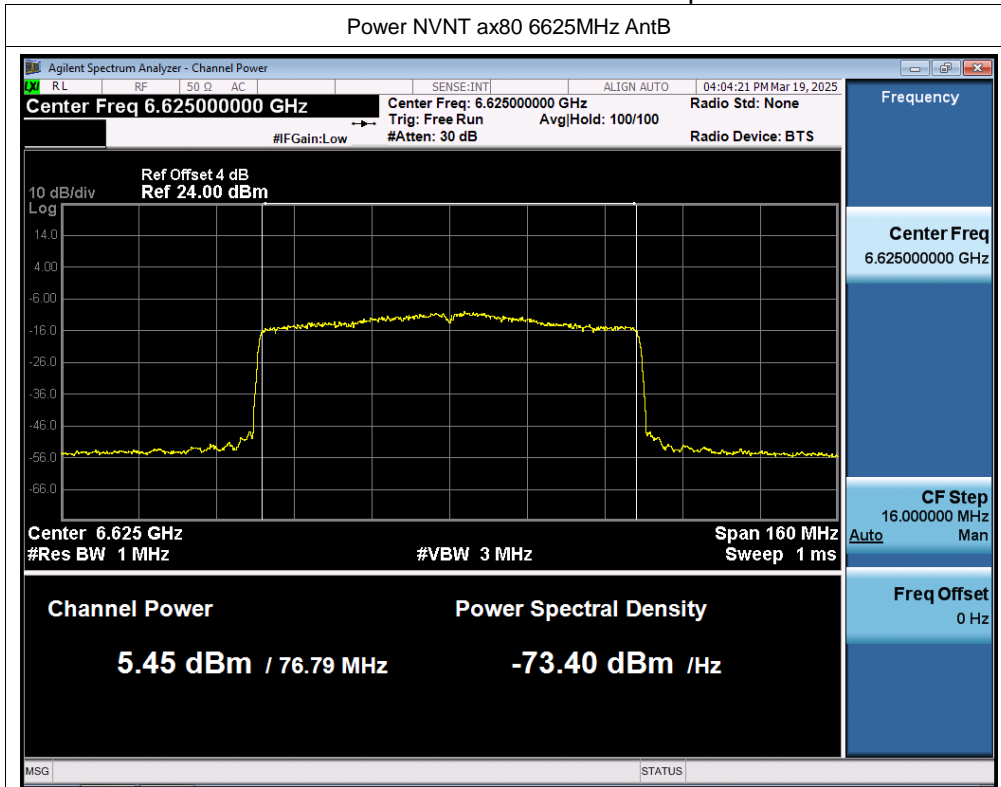 Power NVNT ax80 6625MHz AntB
Agilent Spectrum Analyzer - Channel Power
LXI RL RF 50 Ω AC SENSE:INT ALIGN AUTO 04:04:21 PM Mar 19, 2025
Center Freq 6.625000000 GHz
Center Freq: 6.625000000 GHz
Radio Std: None
Trig: Free Run
Avg|Hold: 100/100
#IFGain:Low
#Atten: 30 dB
Radio Device: BTS
Ref Offset 4 dB
10 dB/div
Ref 24.00 dBm
Log
14.0
4.00
-6.00
-16.0
-26.0
-36.0
-46.0
-56.0
-66.0
Center 6.625 GHz
Span 160 MHz
#Res BW 1 MHz
#VBW 3 MHz
Sweep 1 ms
Channel Power
Power Spectral Density
5.45 dBm / 76.79 MHz
-73.40 dBm /Hz
Frequency
Center Freq
6.625000000 GHz
CF Step
16.000000 MHz
Auto Man
Freq Offset
0 Hz
MSG
STATUS